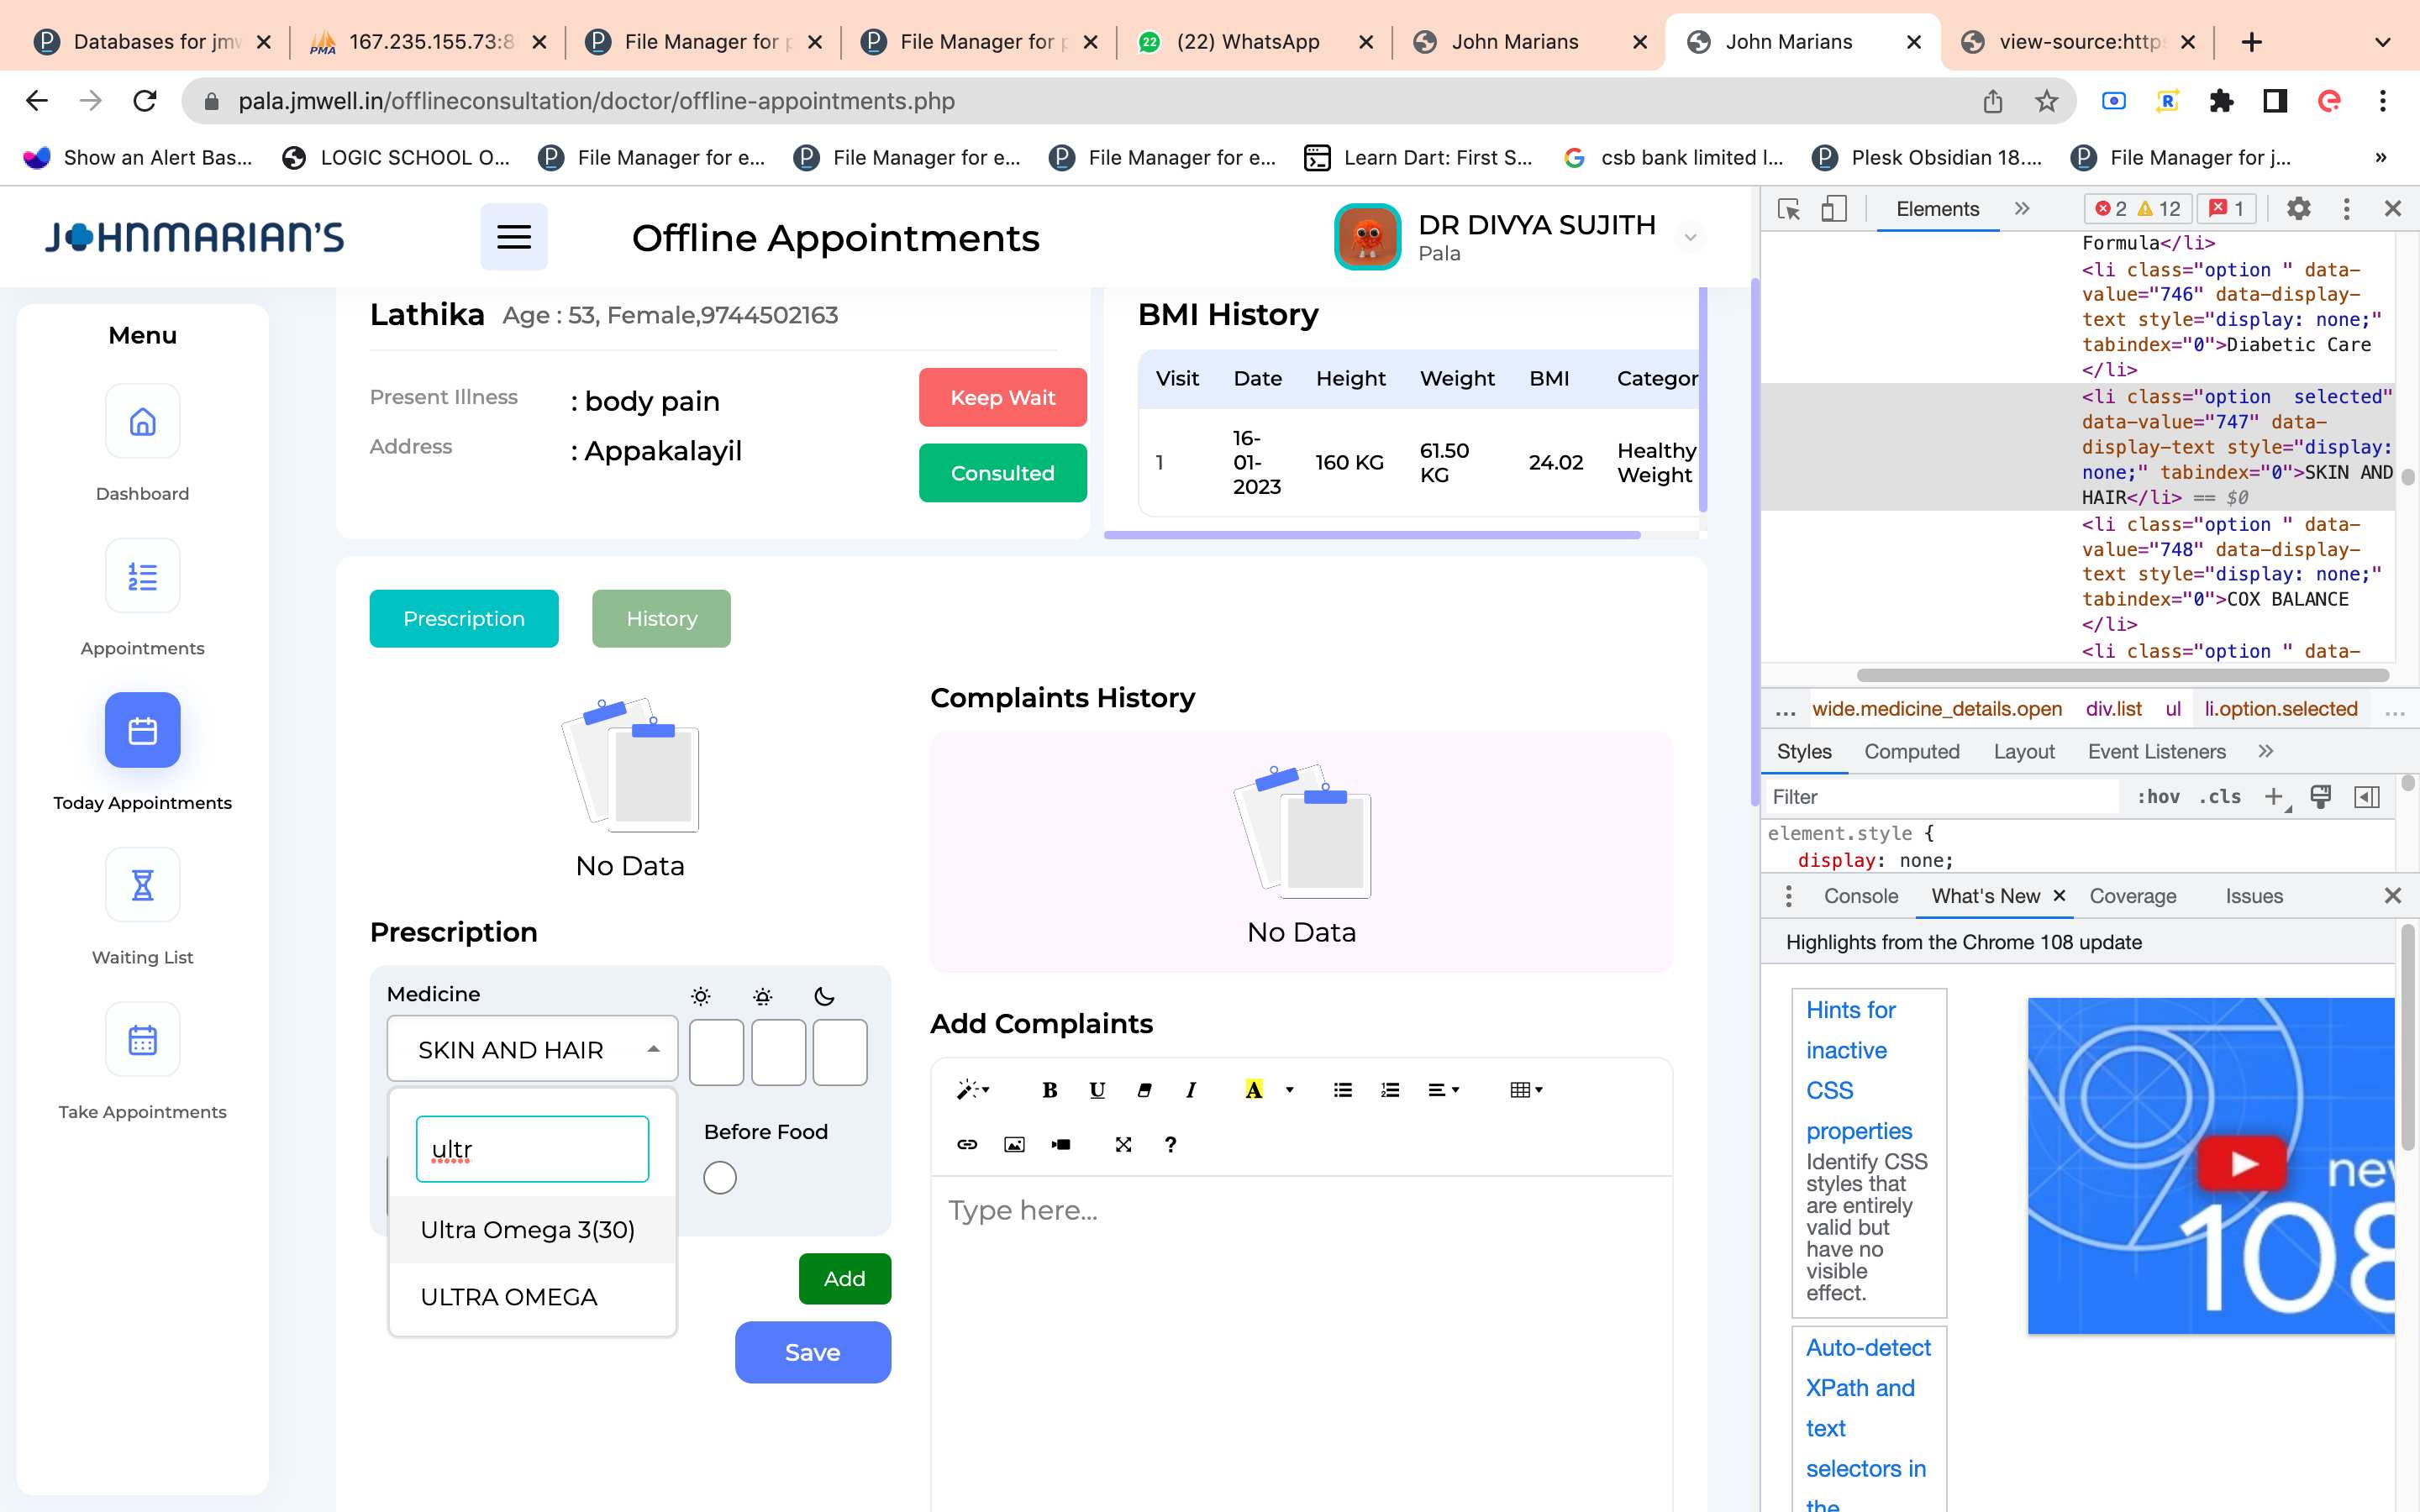 Databases for jmw
167.235.155.73:8
File Manager for p
File Manager for p
(22) WhatsApp
John Marians
John Marians
view-source:https
pala.jmwell.in/offlineconsultation/doctor/offline-appointments.php
Show an Alert Bas...
LOGIC SCHOOL O...
File Manager for e...
File Manager for e...
File Manager for e...
Learn Dart: First S...
csb bank limited l...
Plesk Obsidian 18....
File Manager for j...
»
JOHNMARIAN'S
Offline Appointments
DR DIVYA SUJITH
Pala
Menu
Dashboard
Appointments
Today Appointments
Waiting List
Take Appointments
Lathika Age : 53, Female,9744502163
Present Illness : body pain
Address : Appakalayil
Keep Wait
Consulted
BMI History
Visit Date Height Weight BMI Categor
1 16-01-2023 160 KG 61.50 KG 24.02 Healthy Weight
Prescription
History
No Data
Complaints History
No Data
Prescription
Medicine
SKIN AND HAIR
ultr
Ultra Omega 3(30)
ULTRA OMEGA
Before Food
Add
Save
Add Complaints
B U I A
?
Type here...
Elements » 2 12 1
Formula</li>
<li class="option " data-
value="746" data-display-
text style="display: none;"
tabindex="0">Diabetic Care
</li>
<li class="option  selected"
data-value="747" data-
display-text style="display:
none;" tabindex="0">SKIN AND
HAIR</li> == $0
<li class="option " data-
value="748" data-display-
text style="display: none;"
tabindex="0">COX BALANCE
</li>
<li class="option " data-
... wide.medicine_details.open div.list ul li.option.selected ...
Styles Computed Layout Event Listeners »
Filter :hov .cls +
element.style {
display: none;
Console What's New Coverage Issues
Highlights from the Chrome 108 update
Hints for
inactive
CSS
properties
Identify CSS
styles that
are entirely
valid but
have no
visible
effect.
Auto-detect
XPath and
text
selectors in
the
new
108